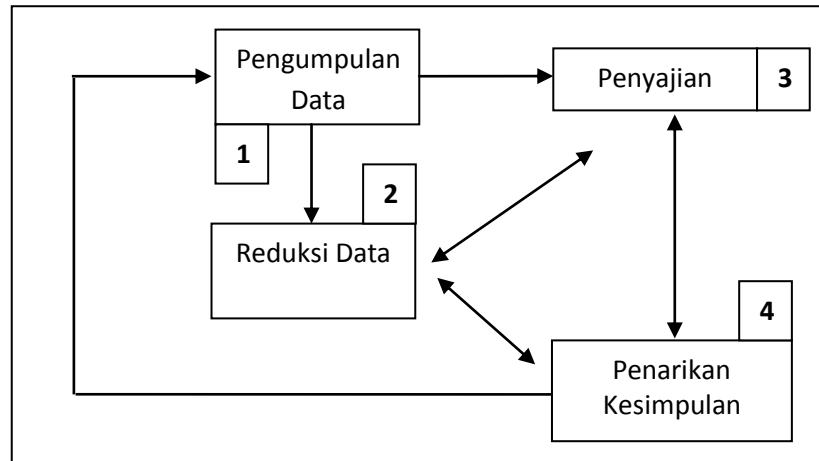 Pengumpulan
Data
1
Penyajian
3
2
Reduksi Data
4
Penarikan
Kesimpulan